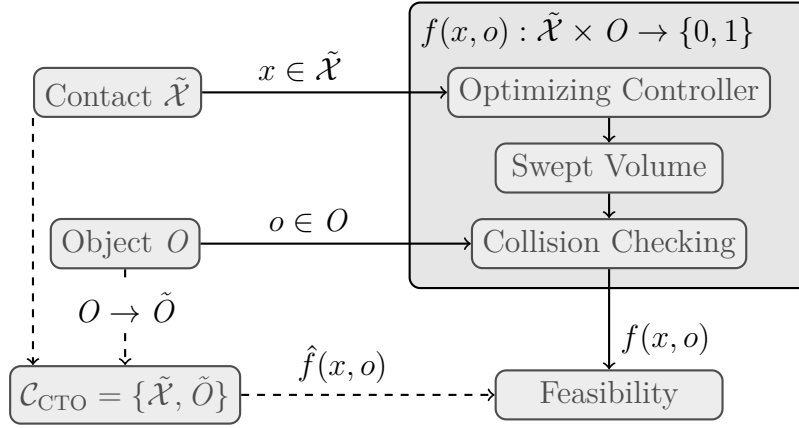 f(x, o) : 𝒳̃ × O → {0, 1}
Contact 𝒳̃
x ∈ 𝒳̃
Optimizing Controller
Swept Volume
Object O
o ∈ O
Collision Checking
O → Õ
f(x, o)
f̂(x, o)
𝒞_CTO = {𝒳̃, Õ}
Feasibility